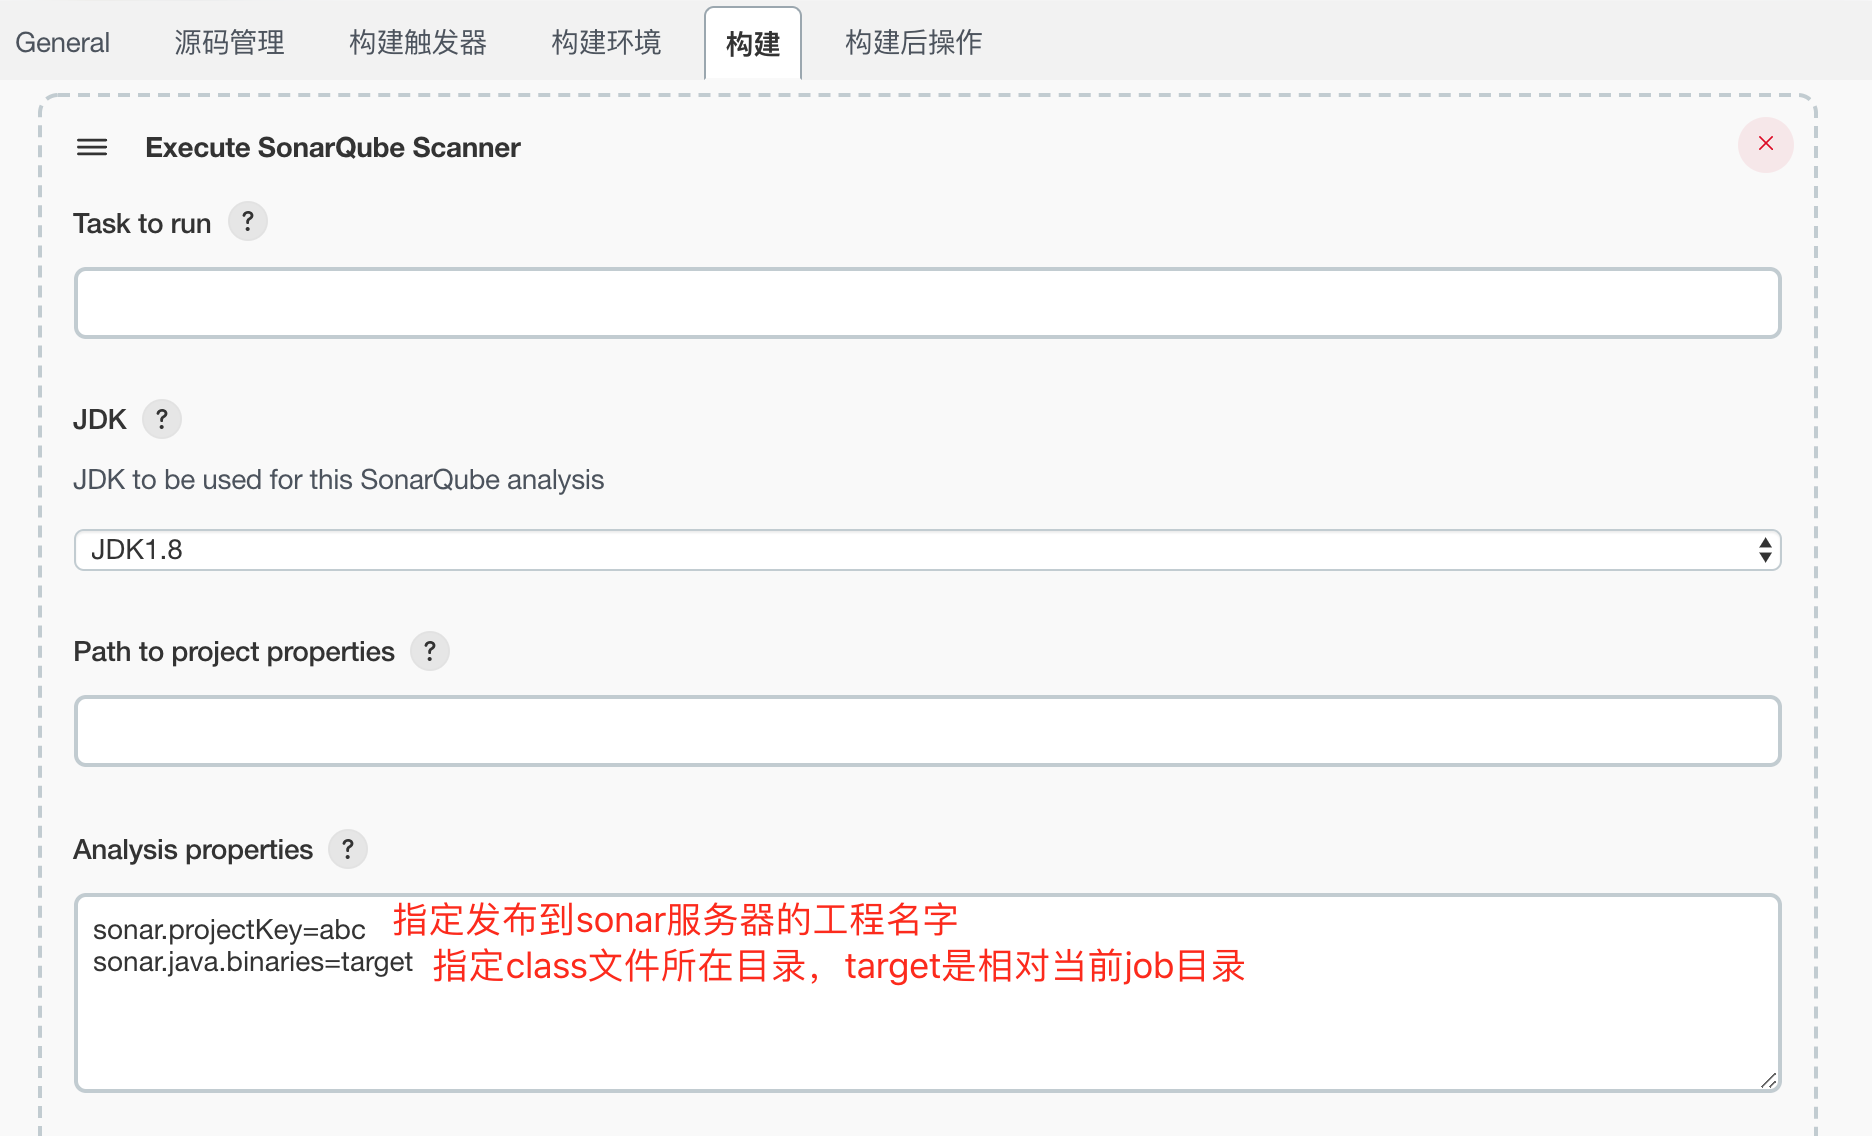 General 源码管理 构建触发器 构建环境 构建 构建后操作
Execute SonarQube Scanner
Task to run ?
JDK ?
JDK to be used for this SonarQube analysis
JDK1.8
Path to project properties ?
Analysis properties ?
sonar.projectKey=abc 指定发布到sonar服务器的工程名字
sonar.java.binaries=target 指定class文件所在目录，target是相对当前job目录